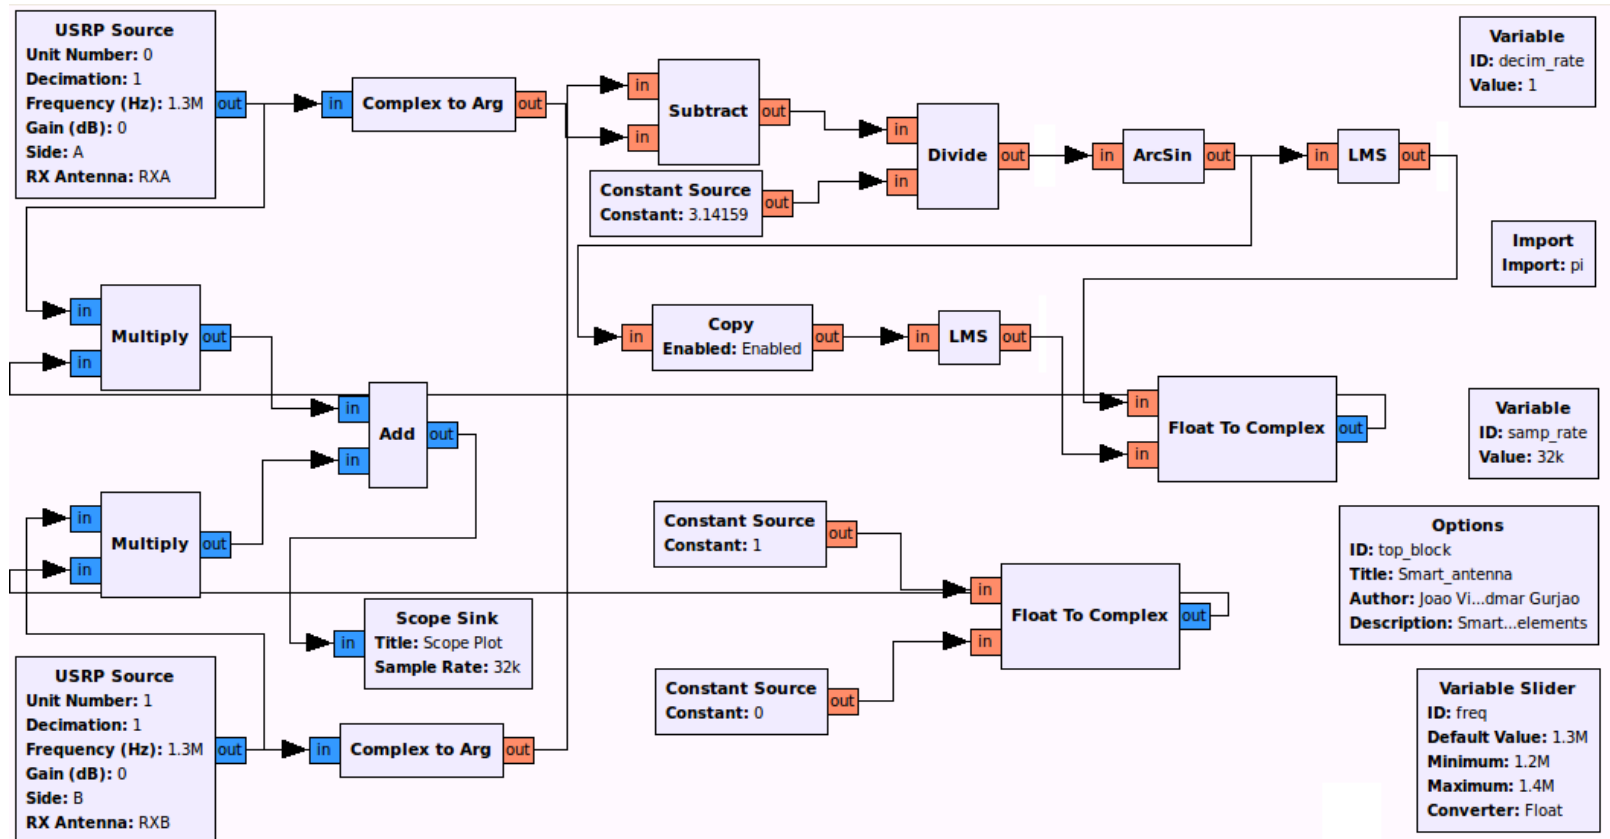 USRP Source
Unit Number: 0
Decimation: 1
Frequency (Hz): 1.3M
Gain (dB): 0
Side: A
RX Antenna: RXA
out
in
Complex to Arg
out
in
in
Subtract
out
Constant Source
Constant: 3.14159
out
in
in
Divide
out
in
ArcSin
out
in
LMS
out
Variable
ID: decim_rate
Value: 1
Import
Import: pi
in
in
Multiply
out
in
Copy
Enabled: Enabled
out
in
LMS
out
in
in
Add
out
in
in
Float To Complex
out
Variable
ID: samp_rate
Value: 32k
in
in
Multiply
out
Constant Source
Constant: 1
out
in
in
Float To Complex
out
Constant Source
Constant: 0
out
Options
ID: top_block
Title: Smart_antenna
Author: Joao Vi...dmar Gurjao
Description: Smart...elements
in
Scope Sink
Title: Scope Plot
Sample Rate: 32k
USRP Source
Unit Number: 1
Decimation: 1
Frequency (Hz): 1.3M
Gain (dB): 0
Side: B
RX Antenna: RXB
out
in
Complex to Arg
out
Variable Slider
ID: freq
Default Value: 1.3M
Minimum: 1.2M
Maximum: 1.4M
Converter: Float